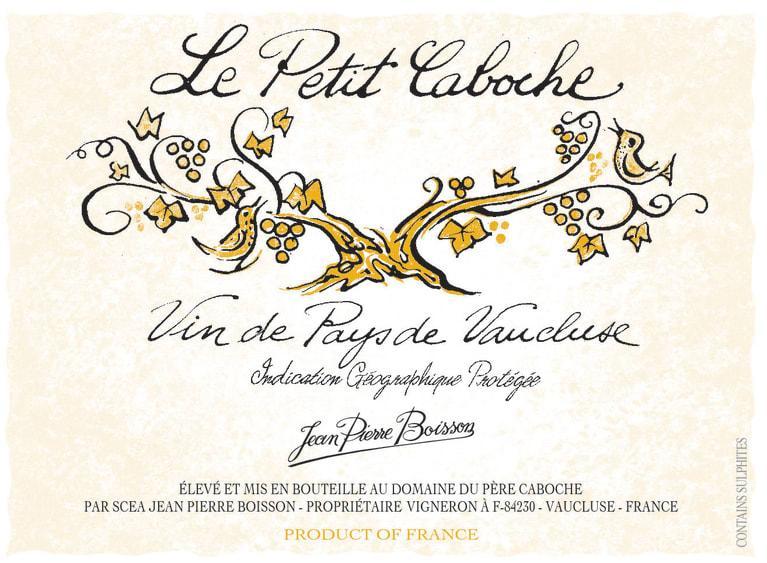 Le Petit Caboche
Vin de Pays de Vaucluse
Indication Géographique Protégée
Jean Pierre Boisson
ÉLEVÉ ET MIS EN BOUTEILLE AU DOMAINE DU PÈRE CABOCHE
PAR SCEA JEAN PIERRE BOISSON - PROPRIÉTAIRE VIGNERON À F-84230 - VAUCLUSE - FRANCE
PRODUCT OF FRANCE
CONTAINS SULPHITES